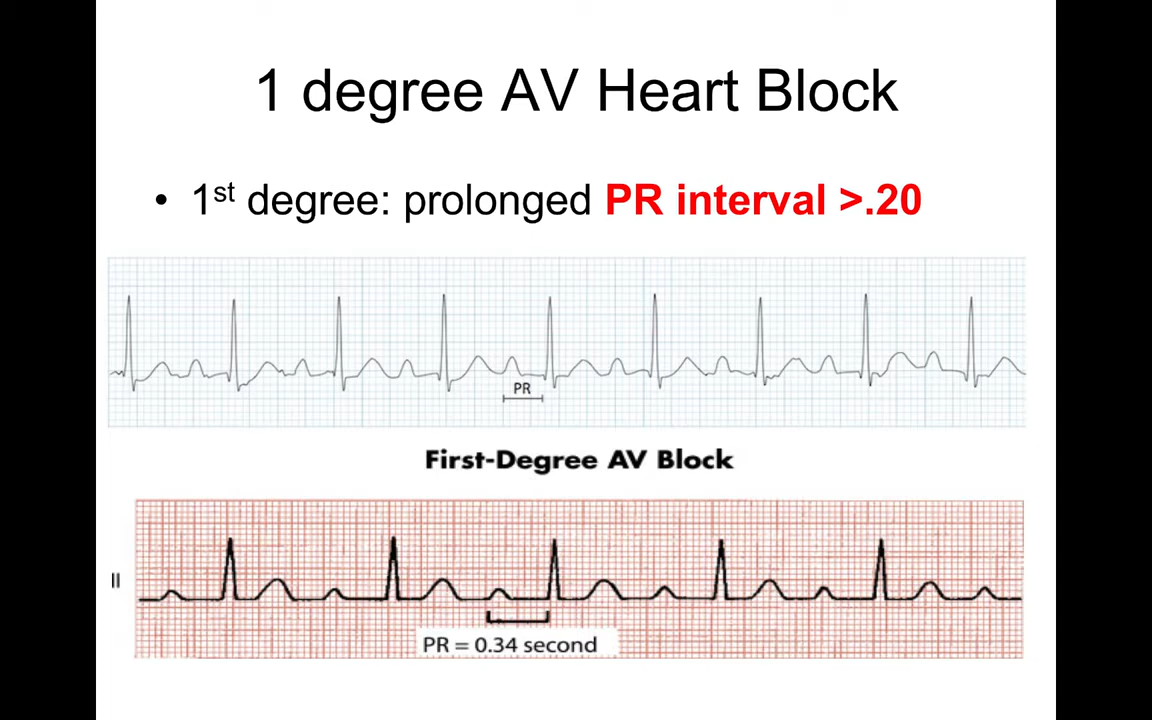 1 degree AV Heart Block
• 1st degree: prolonged PR interval >.20
PR
First-Degree AV Block
II
PR = 0.34 second